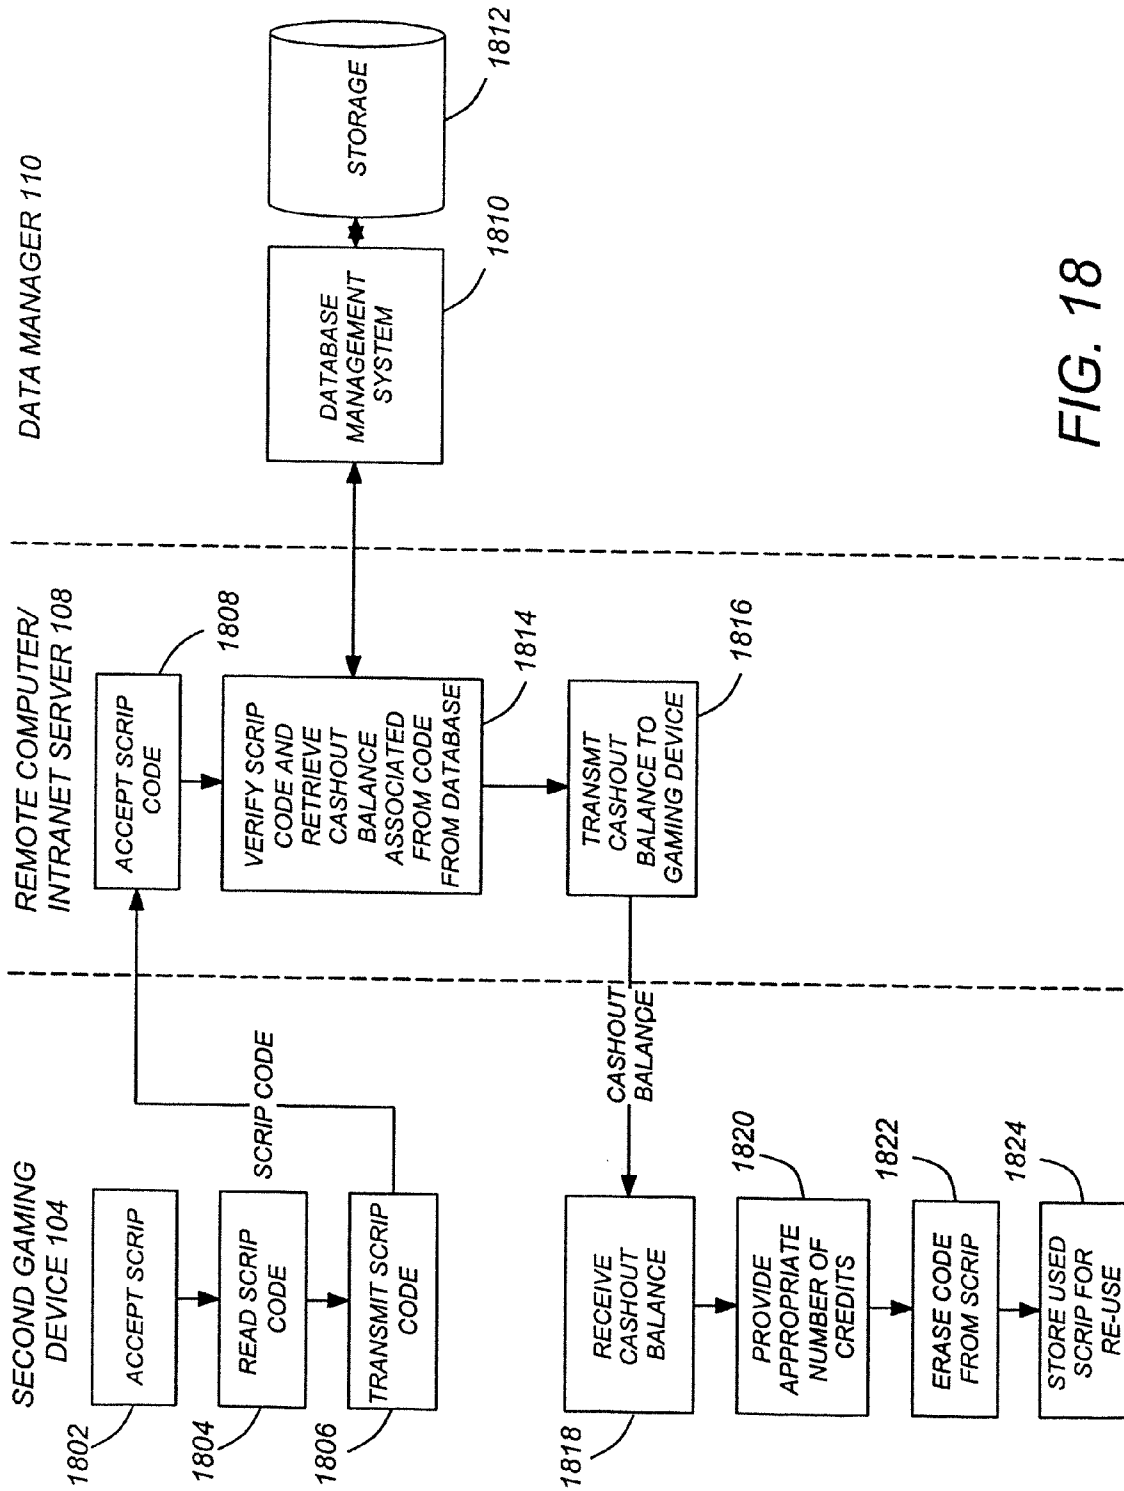 SECOND GAMING
DEVICE 104
REMOTE COMPUTER/
INTRANET SERVER 108
DATA MANAGER 110
1802
ACCEPT SCRIP
1804
READ SCRIP
CODE
1806
TRANSMIT SCRIP
CODE
SCRIP CODE
ACCEPT SCRIP
CODE
1808
VERIFY SCRIP
CODE AND
RETRIEVE
CASHOUT
BALANCE
ASSOCIATED
FROM CODE
FROM DATABASE
1814
DATABASE
MANAGEMENT
SYSTEM
1810
STORAGE
1812
TRANSMT
CASHOUT
BALANCE TO
GAMING DEVICE
1816
CASHOUT
BALANCE
RECEIVE
CASHOUT
BALANCE
1818
PROVIDE
APPROPRIATE
NUMBER OF
CREDITS
1820
ERASE CODE
FROM SCRIP
1822
STORE USED
SCRIP FOR
RE-USE
1824
FIG. 18